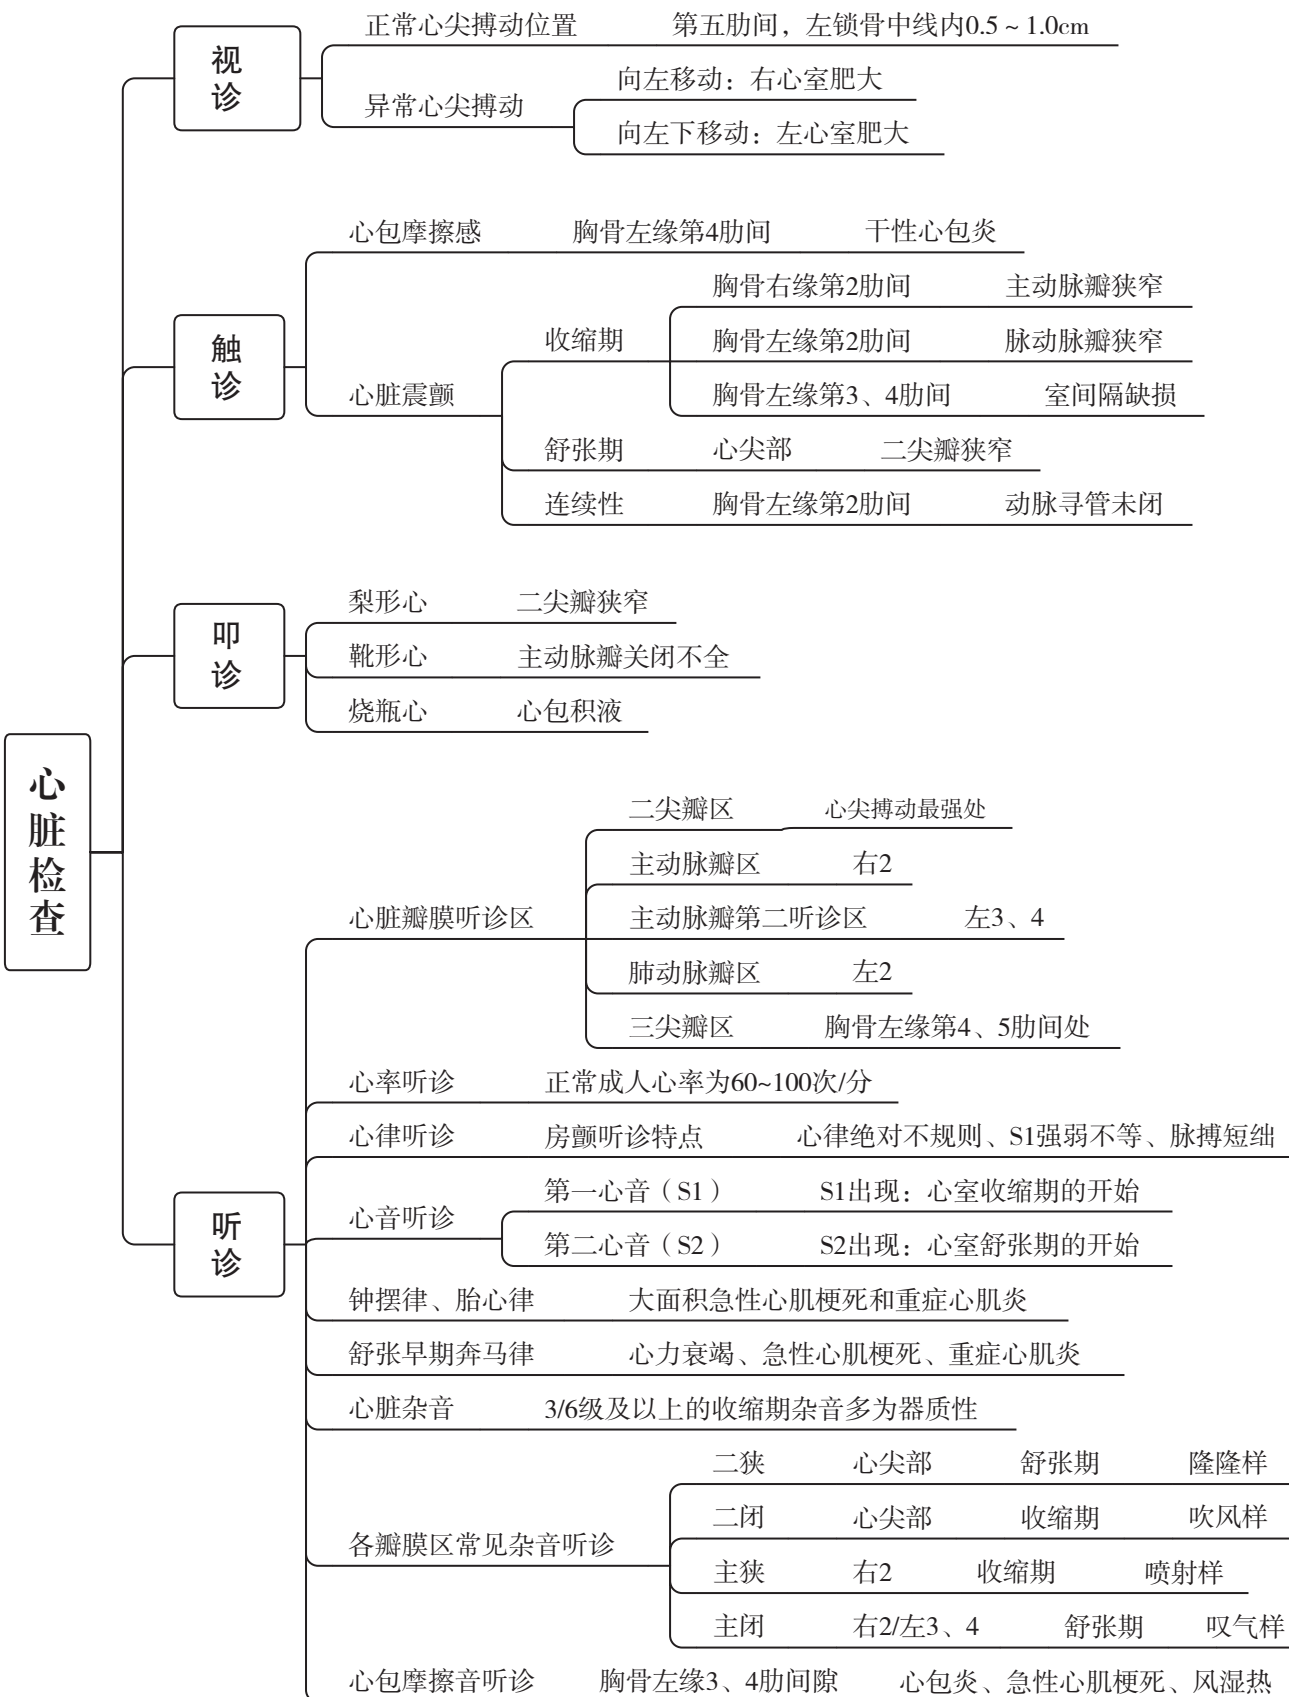 心脏检查
视诊
正常心尖搏动位置 第五肋间，左锁骨中线内0.5 ~ 1.0cm
异常心尖搏动
向左移动：右心室肥大
向左下移动：左心室肥大
触诊
心包摩擦感 胸骨左缘第4肋间 干性心包炎
心脏震颤
收缩期
胸骨右缘第2肋间 主动脉瓣狭窄
胸骨左缘第2肋间 脉动脉瓣狭窄
胸骨左缘第3、4肋间 室间隔缺损
舒张期 心尖部 二尖瓣狭窄
连续性 胸骨左缘第2肋间 动脉寻管未闭
叩诊
梨形心 二尖瓣狭窄
靴形心 主动脉瓣关闭不全
烧瓶心 心包积液
听诊
心脏瓣膜听诊区
二尖瓣区 心尖搏动最强处
主动脉瓣区 右2
主动脉瓣第二听诊区 左3、4
肺动脉瓣区 左2
三尖瓣区 胸骨左缘第4、5肋间处
心率听诊 正常成人心率为60~100次/分
心律听诊 房颤听诊特点 心律绝对不规则、S1强弱不等、脉搏短绌
心音听诊
第一心音（S1） S1出现：心室收缩期的开始
第二心音（S2） S2出现：心室舒张期的开始
钟摆律、胎心律 大面积急性心肌梗死和重症心肌炎
舒张早期奔马律 心力衰竭、急性心肌梗死、重症心肌炎
心脏杂音 3/6级及以上的收缩期杂音多为器质性
各瓣膜区常见杂音听诊
二狭 心尖部 舒张期 隆隆样
二闭 心尖部 收缩期 吹风样
主狭 右2 收缩期 喷射样
主闭 右2/左3、4 舒张期 叹气样
心包摩擦音听诊 胸骨左缘3、4肋间隙 心包炎、急性心肌梗死、风湿热